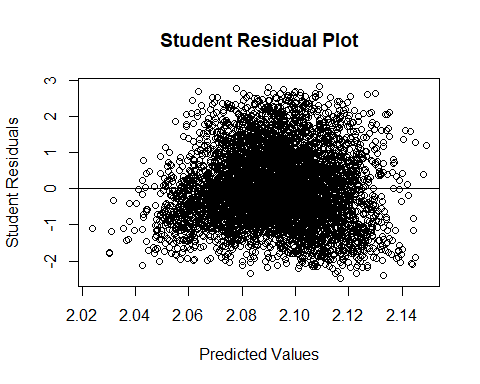 Student Residual Plot
Student Residuals
3
2
1
0
-1
-2
2.02 2.04 2.06 2.08 2.10 2.12 2.14
Predicted Values